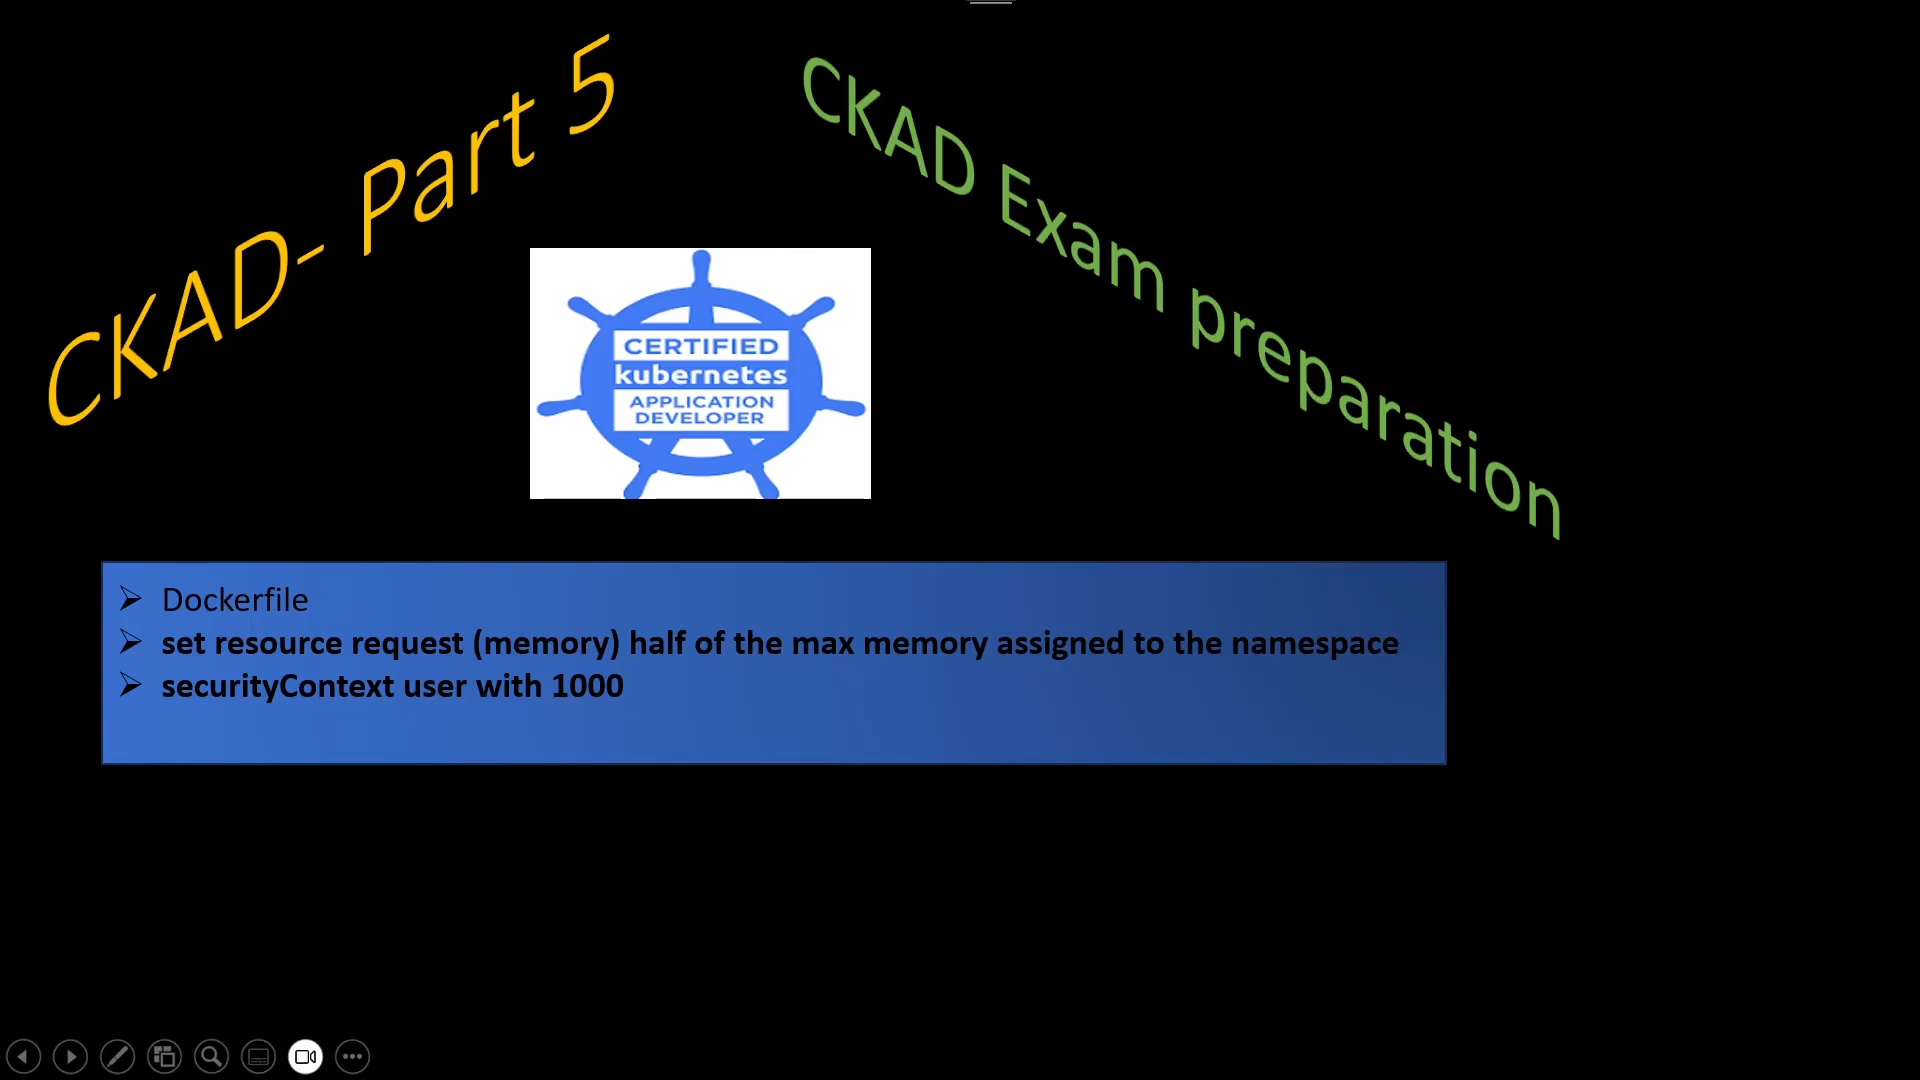 CKAD- Part 5
CKAD Exam preparation
CERTIFIED
kubernetes
APPLICATION
DEVELOPER
➢ Dockerfile
➢ set resource request (memory) half of the max memory assigned to the namespace
➢ securityContext user with 1000